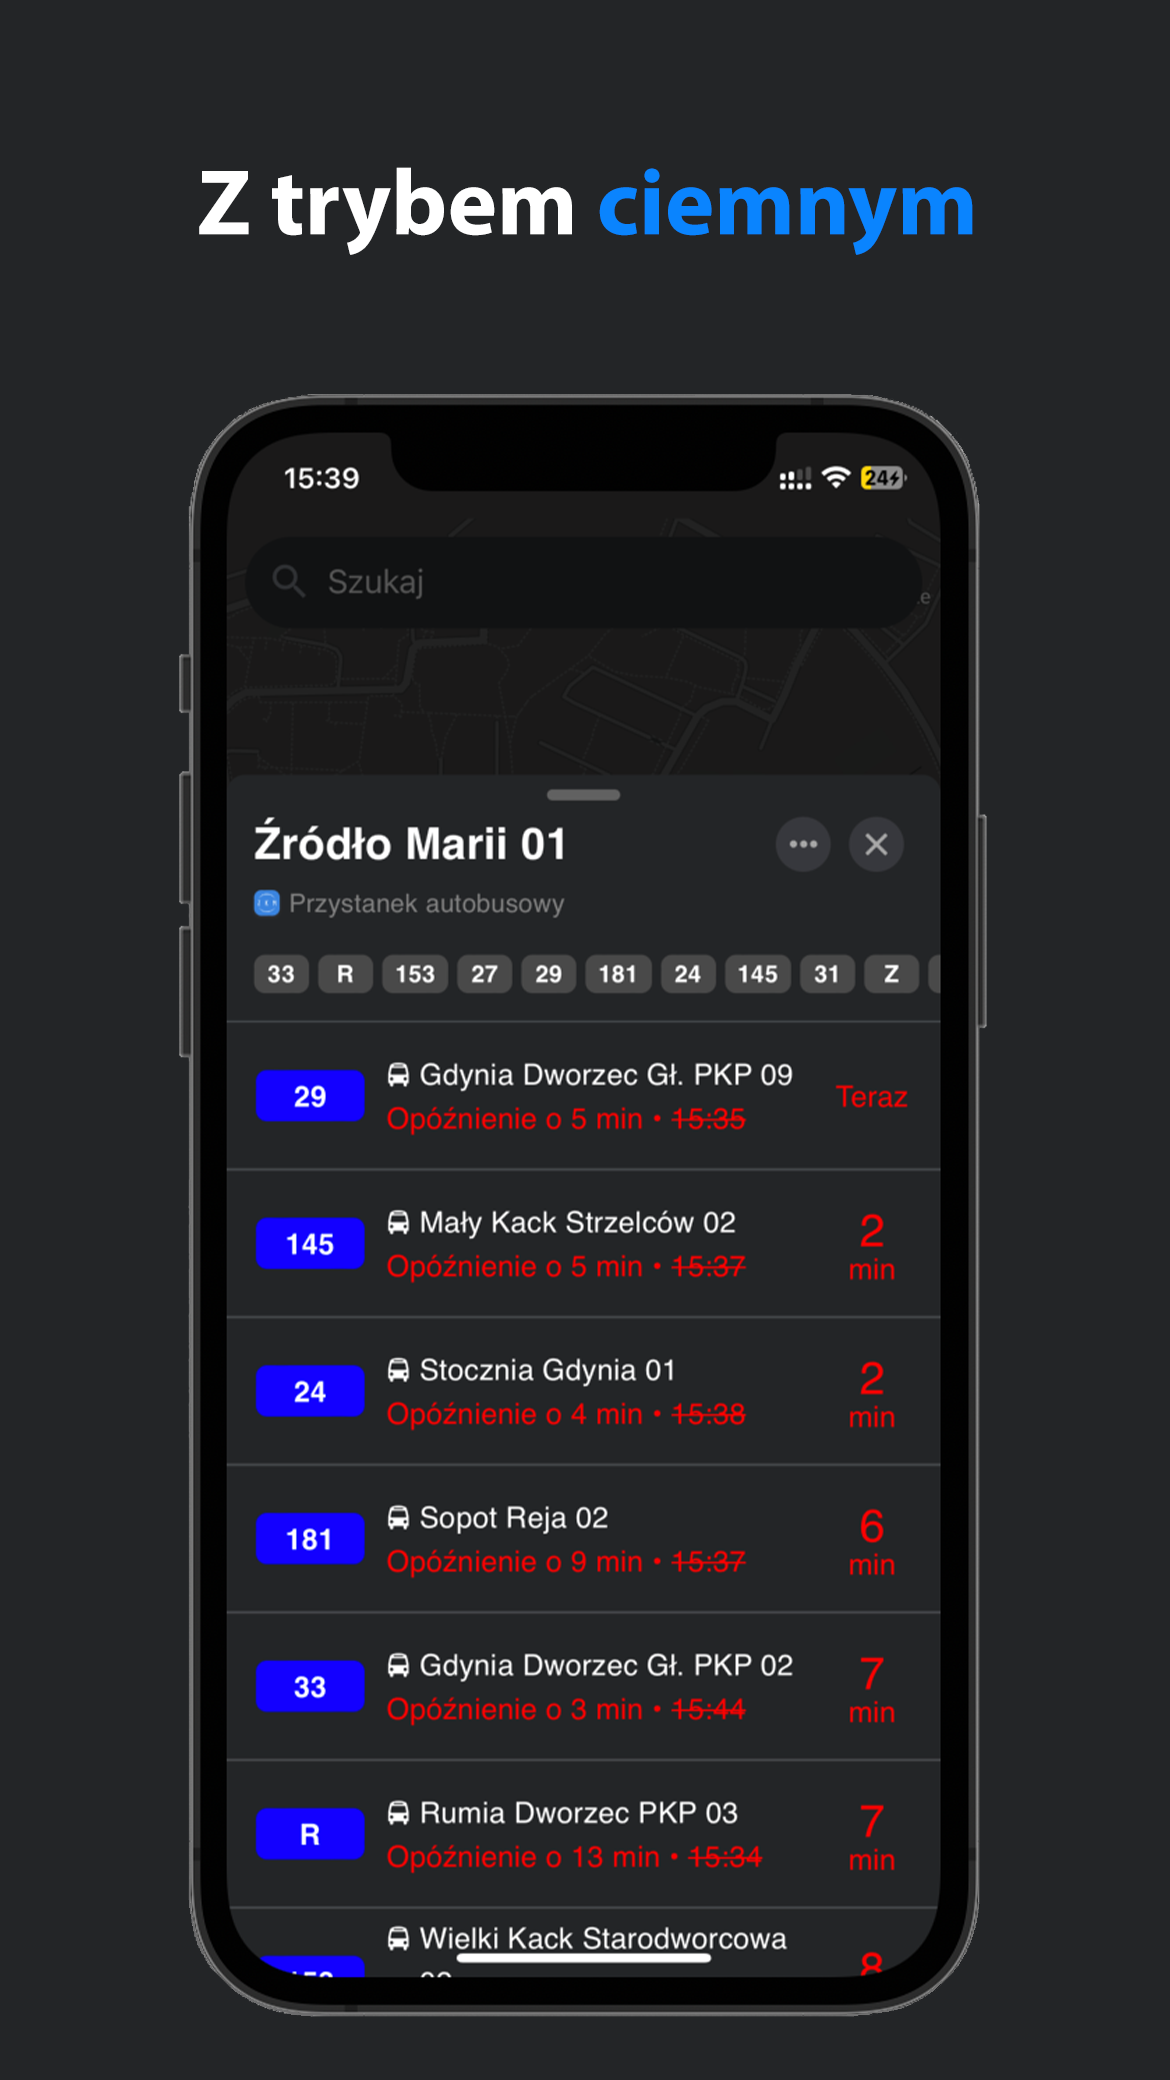 Z trybem ciemnym
15:39
24
Szukaj
Źródło Marii 01
Przystanek autobusowy
33 R 153 27 29 181 24 145 31 Z
29 Gdynia Dworzec Gł. PKP 09 Teraz
Opóźnienie o 5 min • 15:35
145 Mały Kack Strzelców 02 2 min
Opóźnienie o 5 min • 15:37
24 Stocznia Gdynia 01 2 min
Opóźnienie o 4 min • 15:38
181 Sopot Reja 02 6 min
Opóźnienie o 9 min • 15:37
33 Gdynia Dworzec Gł. PKP 02 7 min
Opóźnienie o 3 min • 15:44
R Rumia Dworzec PKP 03 7 min
Opóźnienie o 13 min • 15:34
Wielki Kack Starodworcowa 8